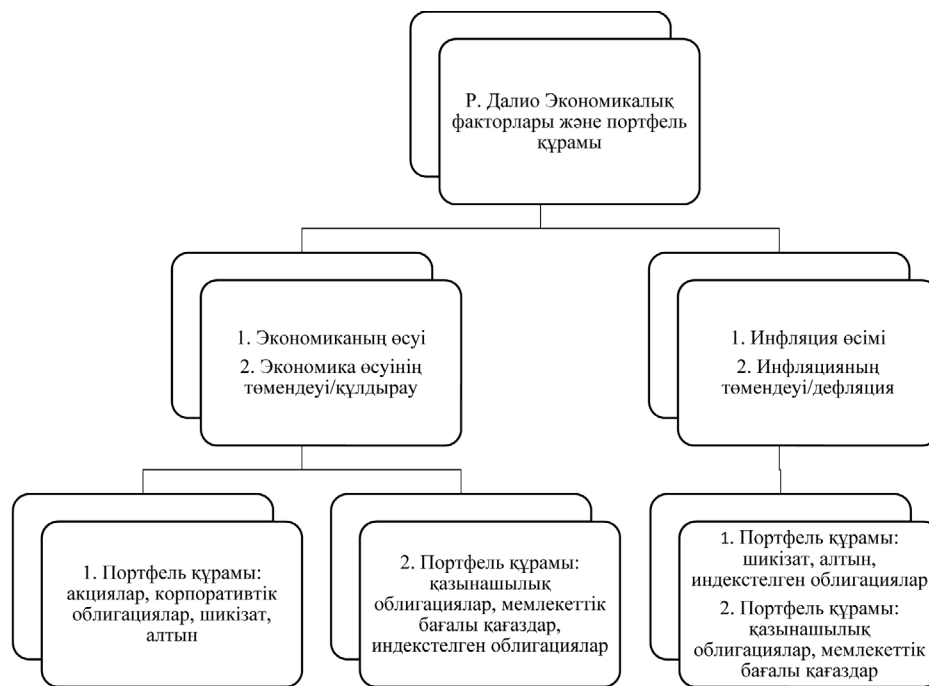 Р. Далио Экономикалық
факторлары және портфель
құрамы
1. Экономиканың өсуі
2. Экономика өсуінің
төмендеуі/құлдырау
1. Инфляция өсімі
2. Инфляцияның
төмендеуі/дефляция
1. Портфель құрамы:
акциялар, корпоративтік
облигациялар, шикізат,
алтын
2. Портфель құрамы:
қазынашылық
облигациялар, мемлекеттік
бағалы қағаздар,
индекстелген облигациялар
1. Портфель құрамы:
шикізат, алтын,
индекстелген облигациялар
2. Портфель құрамы:
қазынашылық
облигациялар, мемлекеттік
бағалы қағаздар